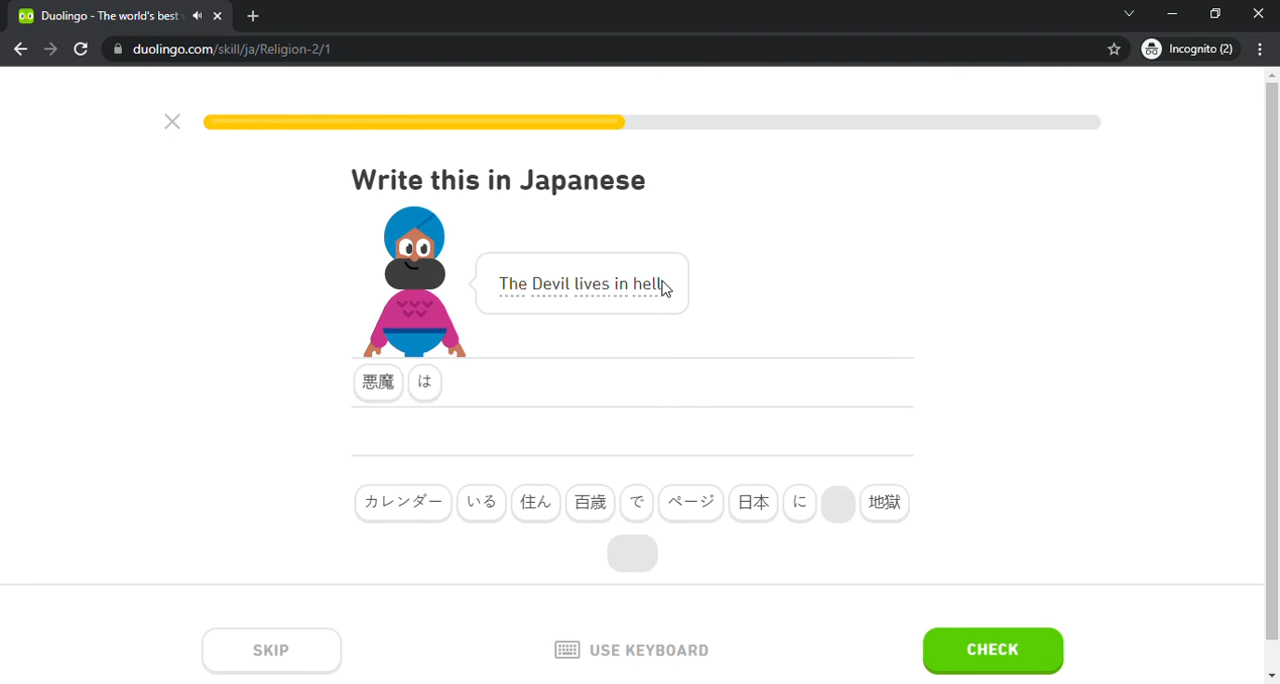 Duolingo - The world's best
duolingo.com/skill/ja/Religion-2/1
Incognito (2)
Write this in Japanese
The Devil lives in hell
悪魔 は
カレンダー いる 住ん 百歳 で ページ 日本 に 地獄
SKIP
USE KEYBOARD
CHECK